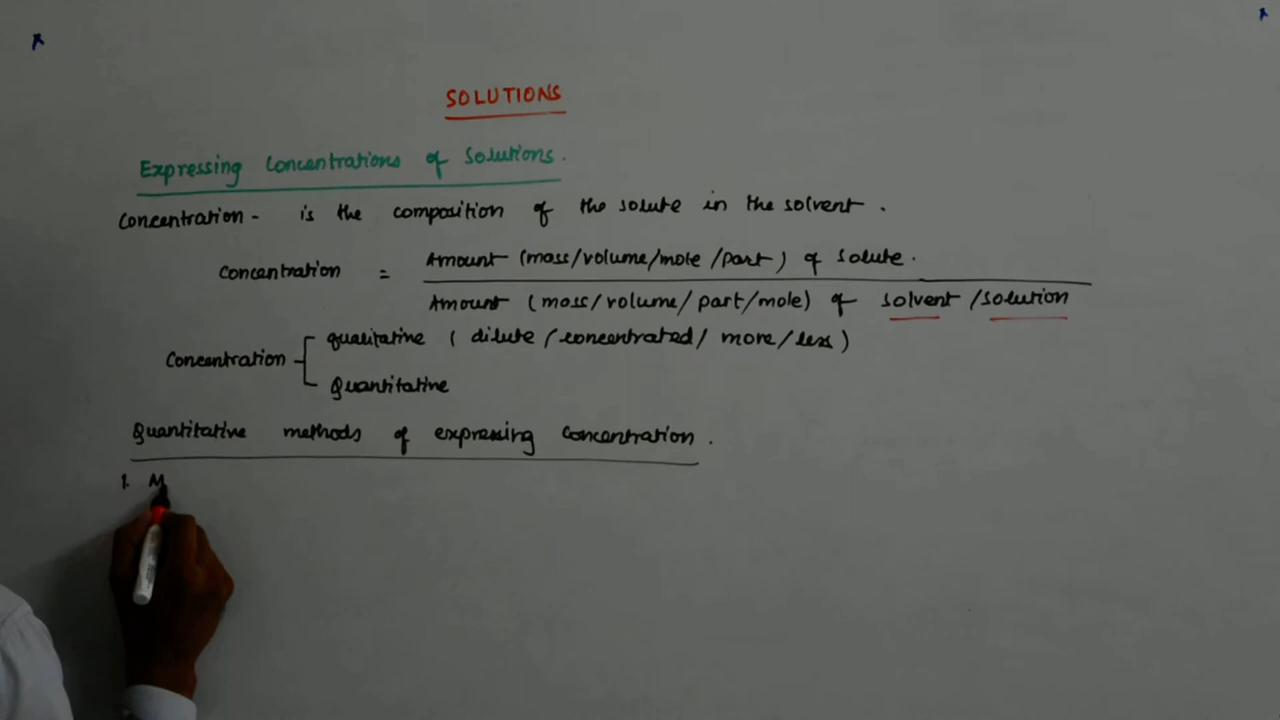 SOLUTIONS
Expressing Concentrations of Solutions.
Concentration - is the composition of the solute in the solvent.
Concentration = Amount (mass/volume/mole/part) of solute.
Amount (mass/volume/part/mole) of solvent/solution
Concentration
qualitative (dilute/concentrated/more/less)
Quantitative
Quantitative methods of expressing Concentration.
1. M